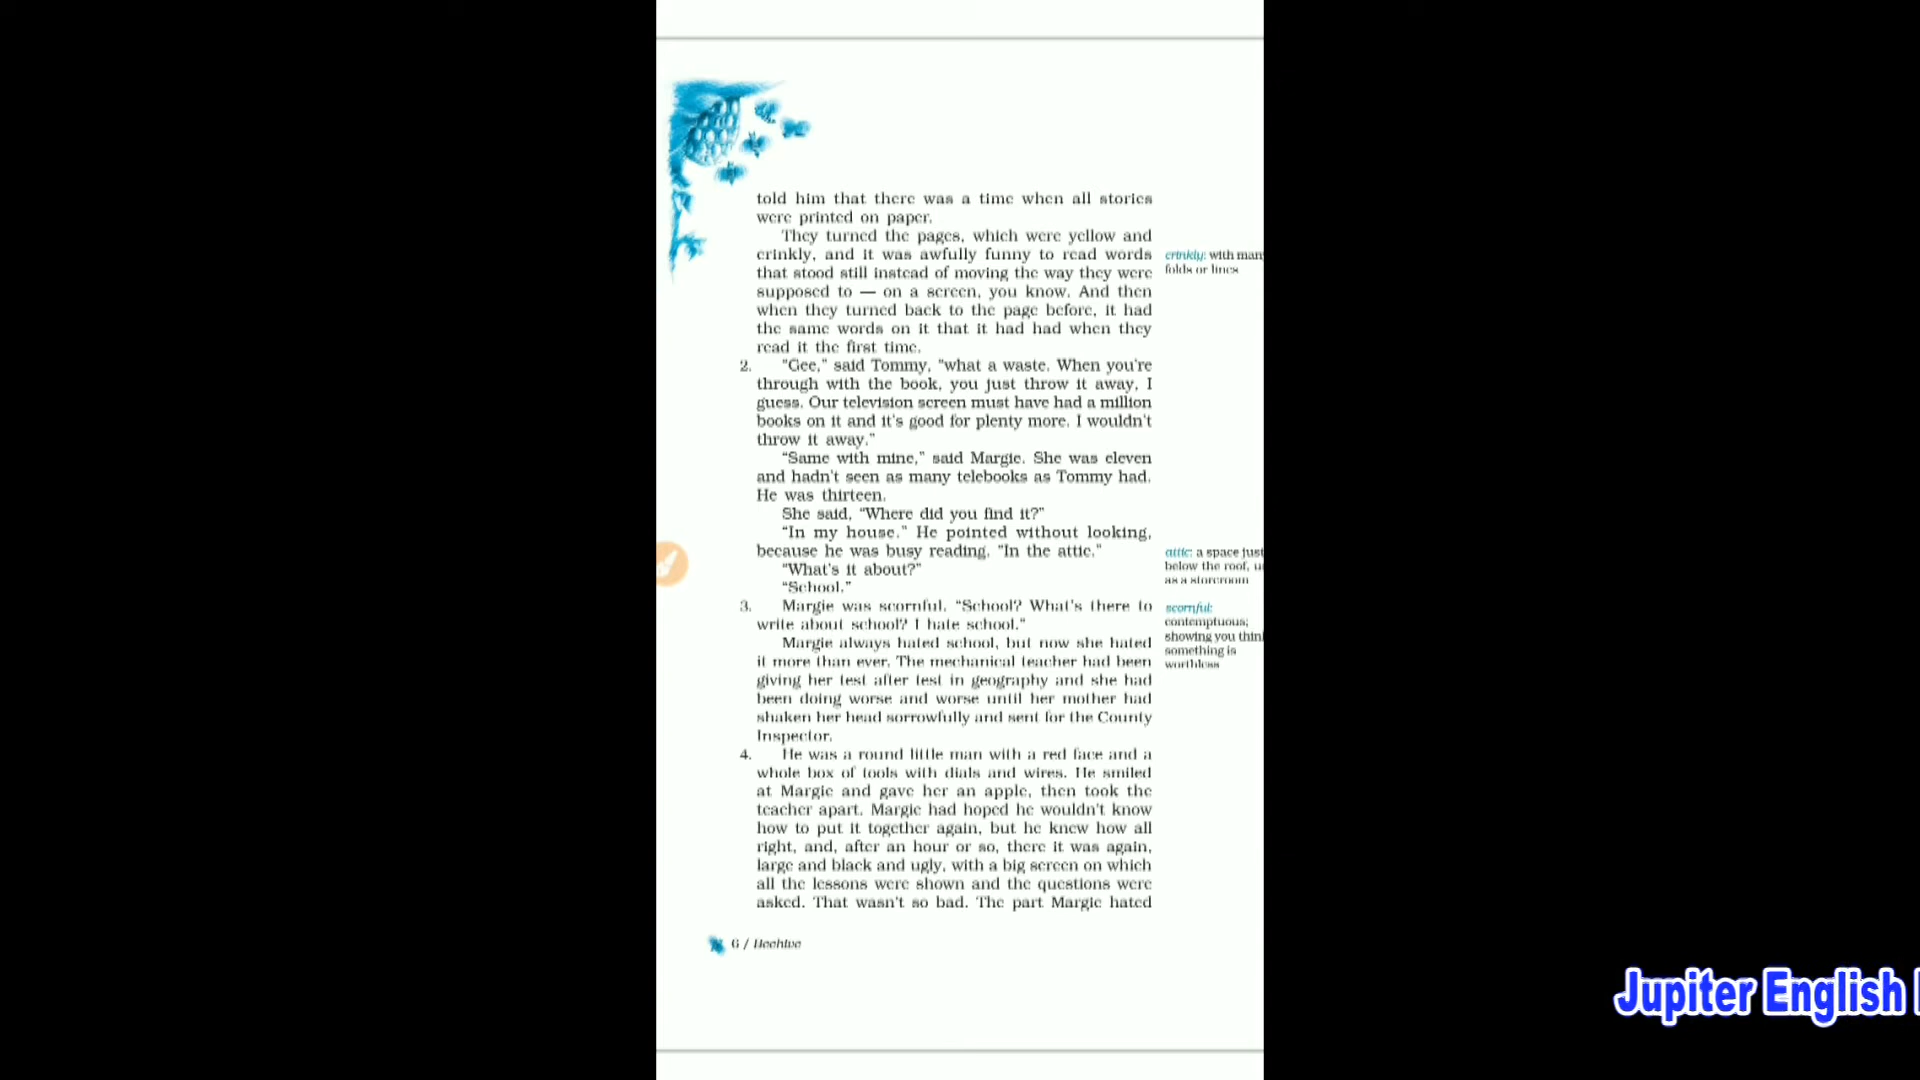 told him that there was a time when all stories
were printed on paper.
They turned the pages, which were yellow and
crinkly, and it was awfully funny to read words
that stood still instead of moving the way they were
supposed to — on a screen, you know. And then
when they turned back to the page before, it had
the same words on it that it had had when they
read it the first time.
2. "Gee," said Tommy, "what a waste. When you're
through with the book, you just throw it away, I
guess. Our television screen must have had a million
books on it and it's good for plenty more. I wouldn't
throw it away."
"Same with mine," said Margie. She was eleven
and hadn't seen as many telebooks as Tommy had.
He was thirteen.
She said, "Where did you find it?"
"In my house." He pointed without looking,
because he was busy reading. "In the attic."
"What's it about?"
"School."
3. Margie was scornful. "School? What's there to
write about school? I hate school."
Margie always hated school, but now she hated
it more than ever. The mechanical teacher had been
giving her test after test in geography and she had
been doing worse and worse until her mother had
shaken her head sorrowfully and sent for the County
Inspector.
4. He was a round little man with a red face and a
whole box of tools with dials and wires. He smiled
at Margie and gave her an apple, then took the
teacher apart. Margie had hoped he wouldn't know
how to put it together again, but he knew how all
right, and, after an hour or so, there it was again,
large and black and ugly, with a big screen on which
all the lessons were shown and the questions were
asked. That wasn't so bad. The part Margie hated
crinkly: with man
folds or lines
attic: a space just
below the roof, u
as a storeroom
scornful:
contemptuous;
showing you thin
something is
worthless
6 / Beehive
Jupiter English